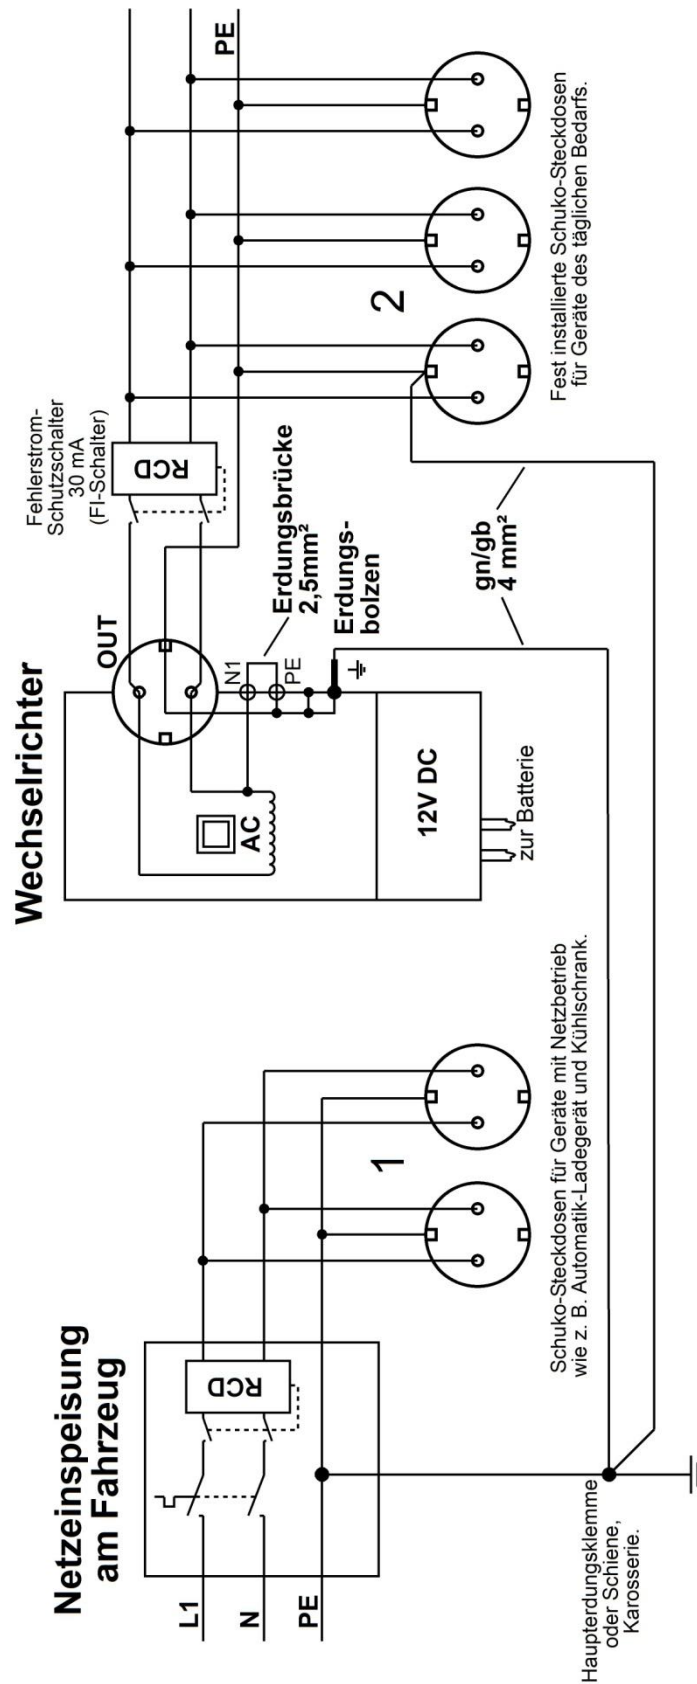 Netzeinspeisung
am Fahrzeug
L1
N
PE
RCD
1
Schuko-Steckdosen für Geräte mit Netzbetrieb
wie z. B. Automatik-Ladegerät und Kühlschrank.
Haupterdungsklemme
oder Schiene,
Karosserie.
Wechselrichter
OUT
AC
N1
PE
12V DC
zur Batterie
Erdungsbrücke
2,5mm²
Erdungs-
bolzen
gn/gb
4 mm²
Fehlerstrom-
Schutzschalter
30 mA
(FI-Schalter)
RCD
PE
2
Fest installierte Schuko-Steckdosen
für Geräte des täglichen Bedarfs.